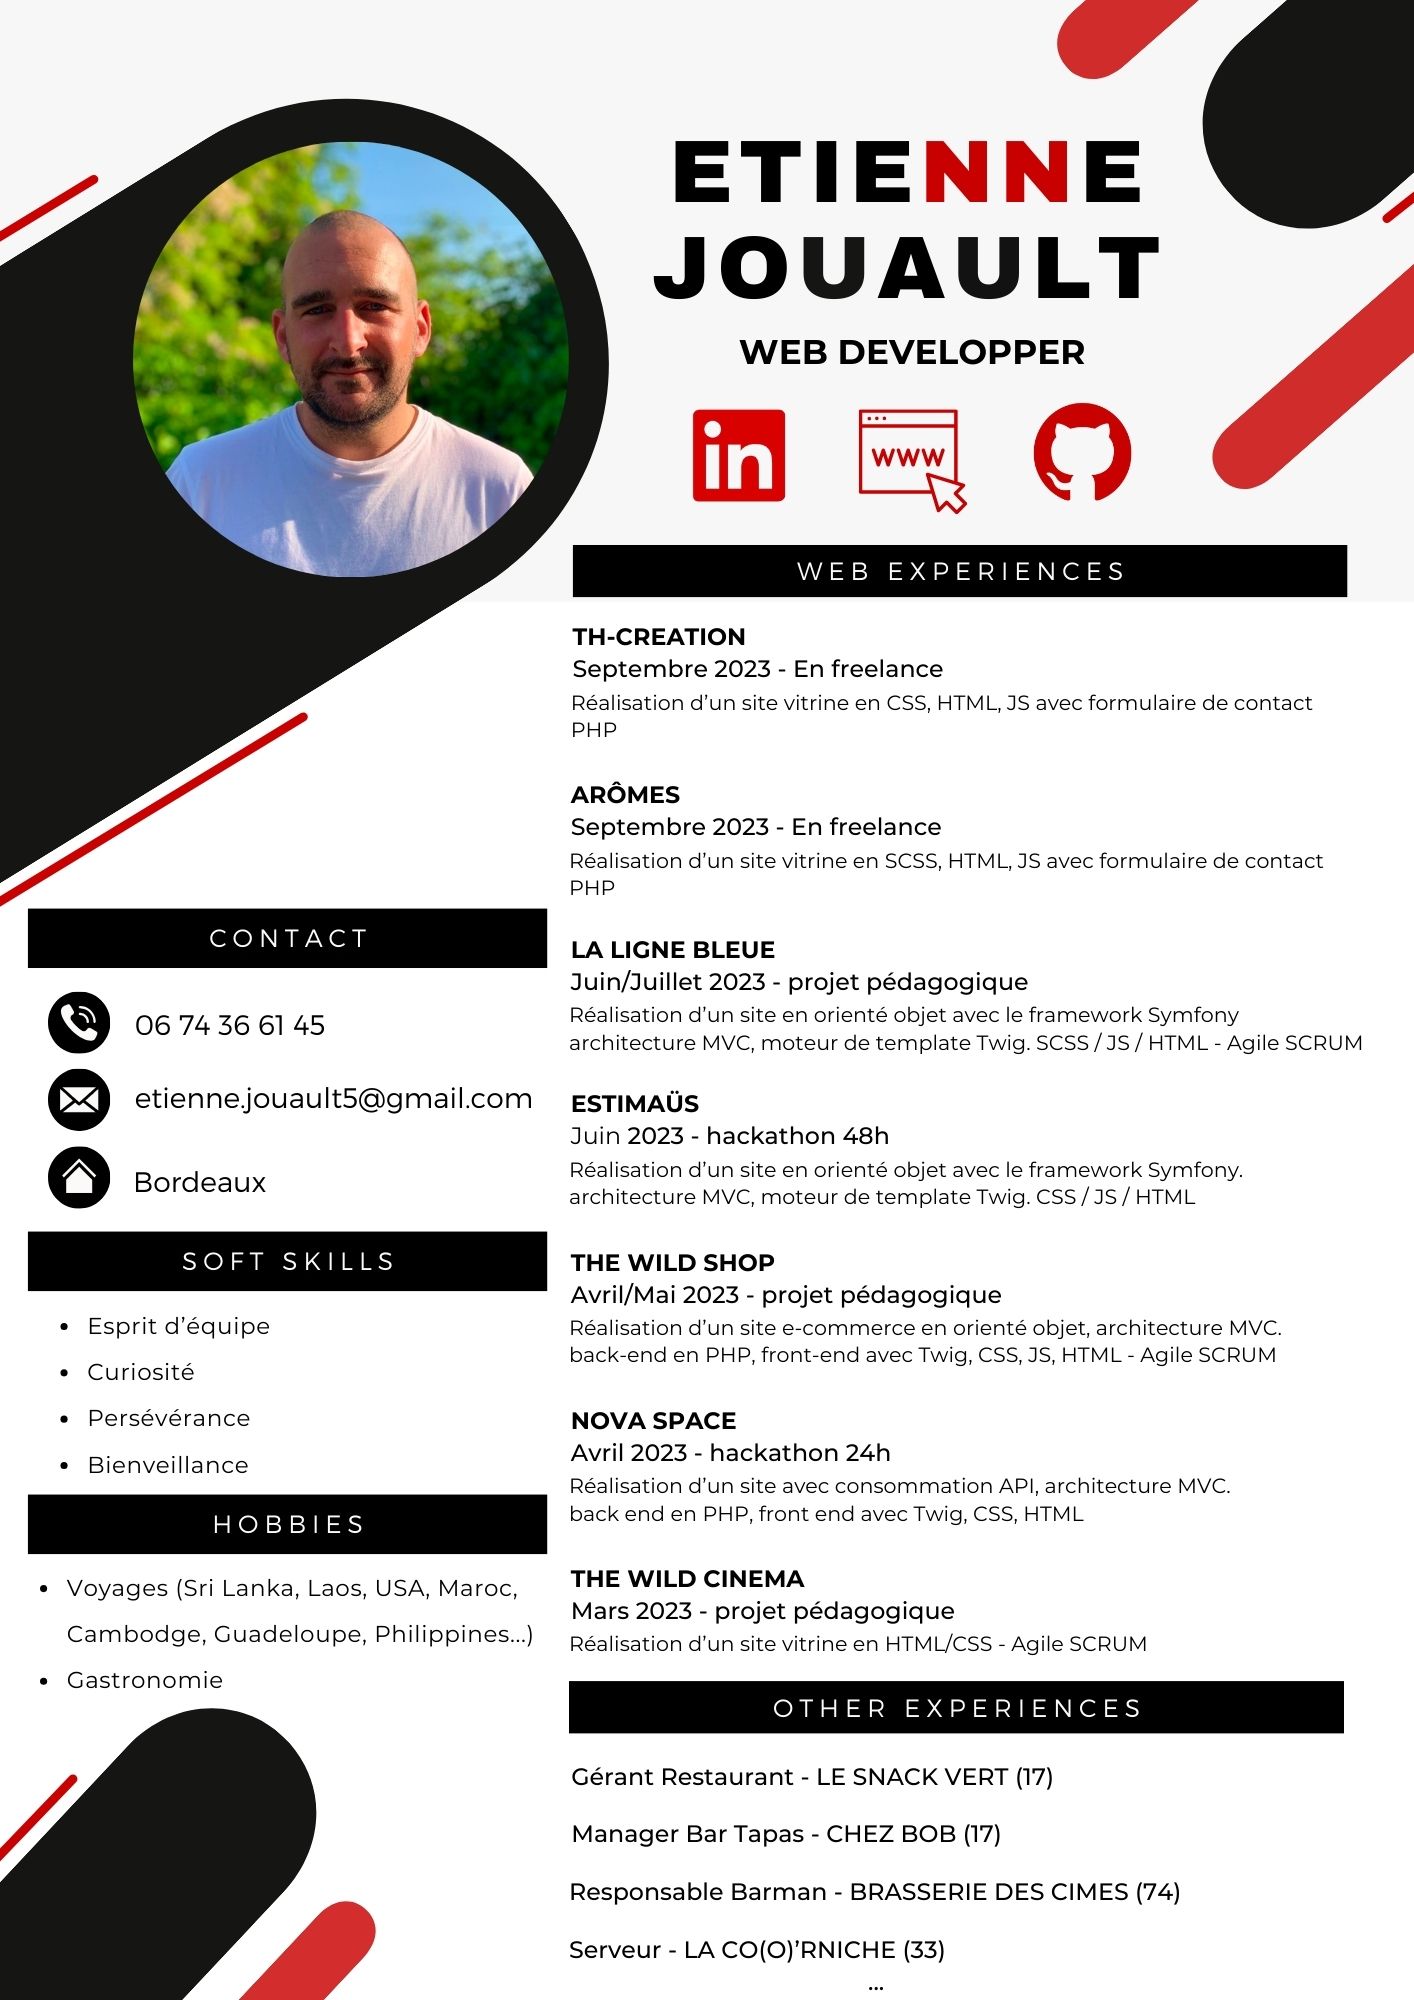 ETIENNE
JOUAULT
WEB DEVELOPPER
in
WWW
WEB EXPERIENCES
TH-CREATION
Septembre 2023 - En freelance
Réalisation d’un site vitrine en CSS, HTML, JS avec formulaire de contact
PHP
ARÔMES
Septembre 2023 - En freelance
Réalisation d’un site vitrine en SCSS, HTML, JS avec formulaire de contact
PHP
LA LIGNE BLEUE
Juin/Juillet 2023 - projet pédagogique
Réalisation d’un site en orienté objet avec le framework Symfony
architecture MVC, moteur de template Twig. SCSS / JS / HTML - Agile SCRUM
ESTIMAÜS
Juin 2023 - hackathon 48h
Réalisation d’un site en orienté objet avec le framework Symfony.
architecture MVC, moteur de template Twig. CSS / JS / HTML
THE WILD SHOP
Avril/Mai 2023 - projet pédagogique
Réalisation d’un site e-commerce en orienté objet, architecture MVC.
back-end en PHP, front-end avec Twig, CSS, JS, HTML - Agile SCRUM
NOVA SPACE
Avril 2023 - hackathon 24h
Réalisation d’un site avec consommation API, architecture MVC.
back end en PHP, front end avec Twig, CSS, HTML
THE WILD CINEMA
Mars 2023 - projet pédagogique
Réalisation d’un site vitrine en HTML/CSS - Agile SCRUM
OTHER EXPERIENCES
Gérant Restaurant - LE SNACK VERT (17)
Manager Bar Tapas - CHEZ BOB (17)
Responsable Barman - BRASSERIE DES CIMES (74)
Serveur - LA CO(O)’RNICHE (33)
...
CONTACT
06 74 36 61 45
etienne.jouault5@gmail.com
Bordeaux
SOFT SKILLS
• Esprit d’équipe
• Curiosité
• Persévérance
• Bienveillance
HOBBIES
• Voyages (Sri Lanka, Laos, USA, Maroc,
Cambodge, Guadeloupe, Philippines...)
• Gastronomie